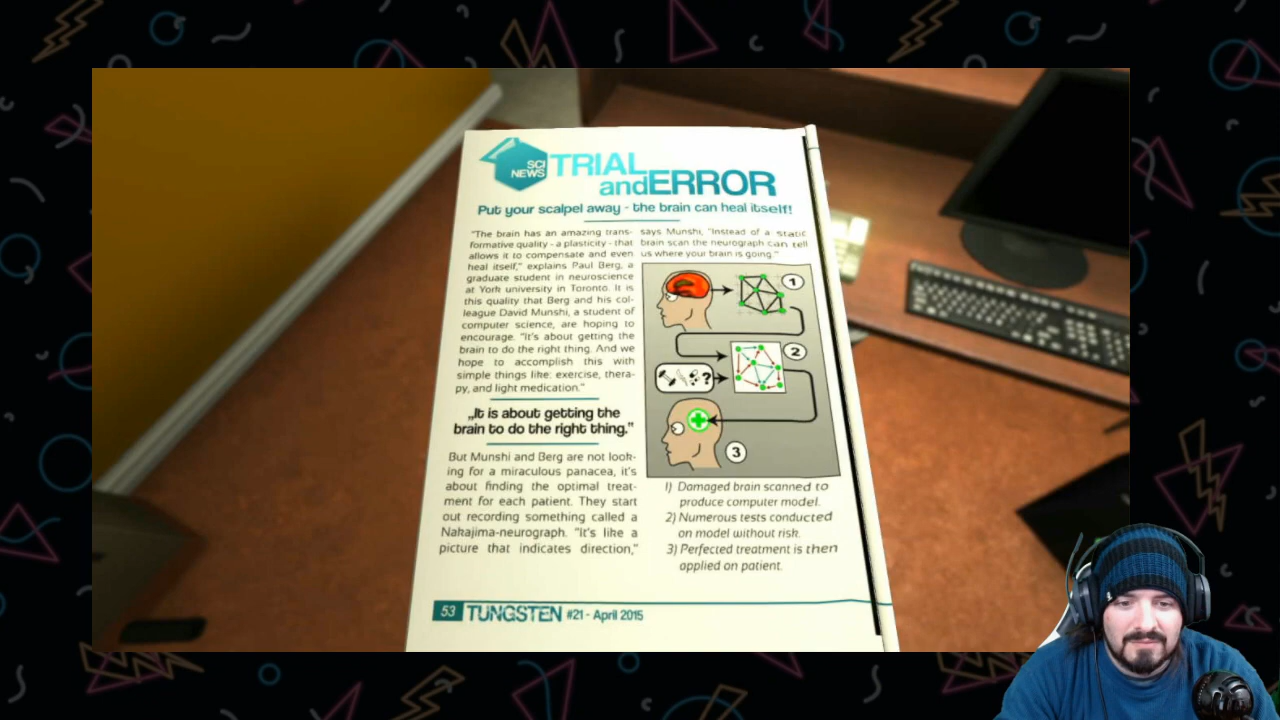 SCI
NEWS
TRIAL
and ERROR
Put your scalpel away - the brain can heal itself!
"The brain has an amazing trans-
formative quality - a plasticity - that
allows it to compensate and even
heal itself," explains Paul Berg, a
graduate student in neuroscience
at York university in Toronto. It is
this quality that Berg and his col-
league David Munshi, a student of
computer science, are hoping to
encourage. "It's about getting the
brain to do the right thing. And we
hope to accomplish this with
simple things like: exercise, thera-
py, and light medication."
„It is about getting the
brain to do the right thing."
But Munshi and Berg are not look-
ing for a miraculous panacea, it's
about finding the optimal treat-
ment for each patient. They start
out recording something called a
Nakajima-neurograph. "It's like a
picture that indicates direction,"
says Munshi, "Instead of a static
brain scan the neurograph can tell
us where your brain is going."
1
2
?
3
1) Damaged brain scanned to
produce computer model.
2) Numerous tests conducted
on model without risk.
3) Perfected treatment is then
applied on patient.
53 TUNGSTEN #21 - April 2015